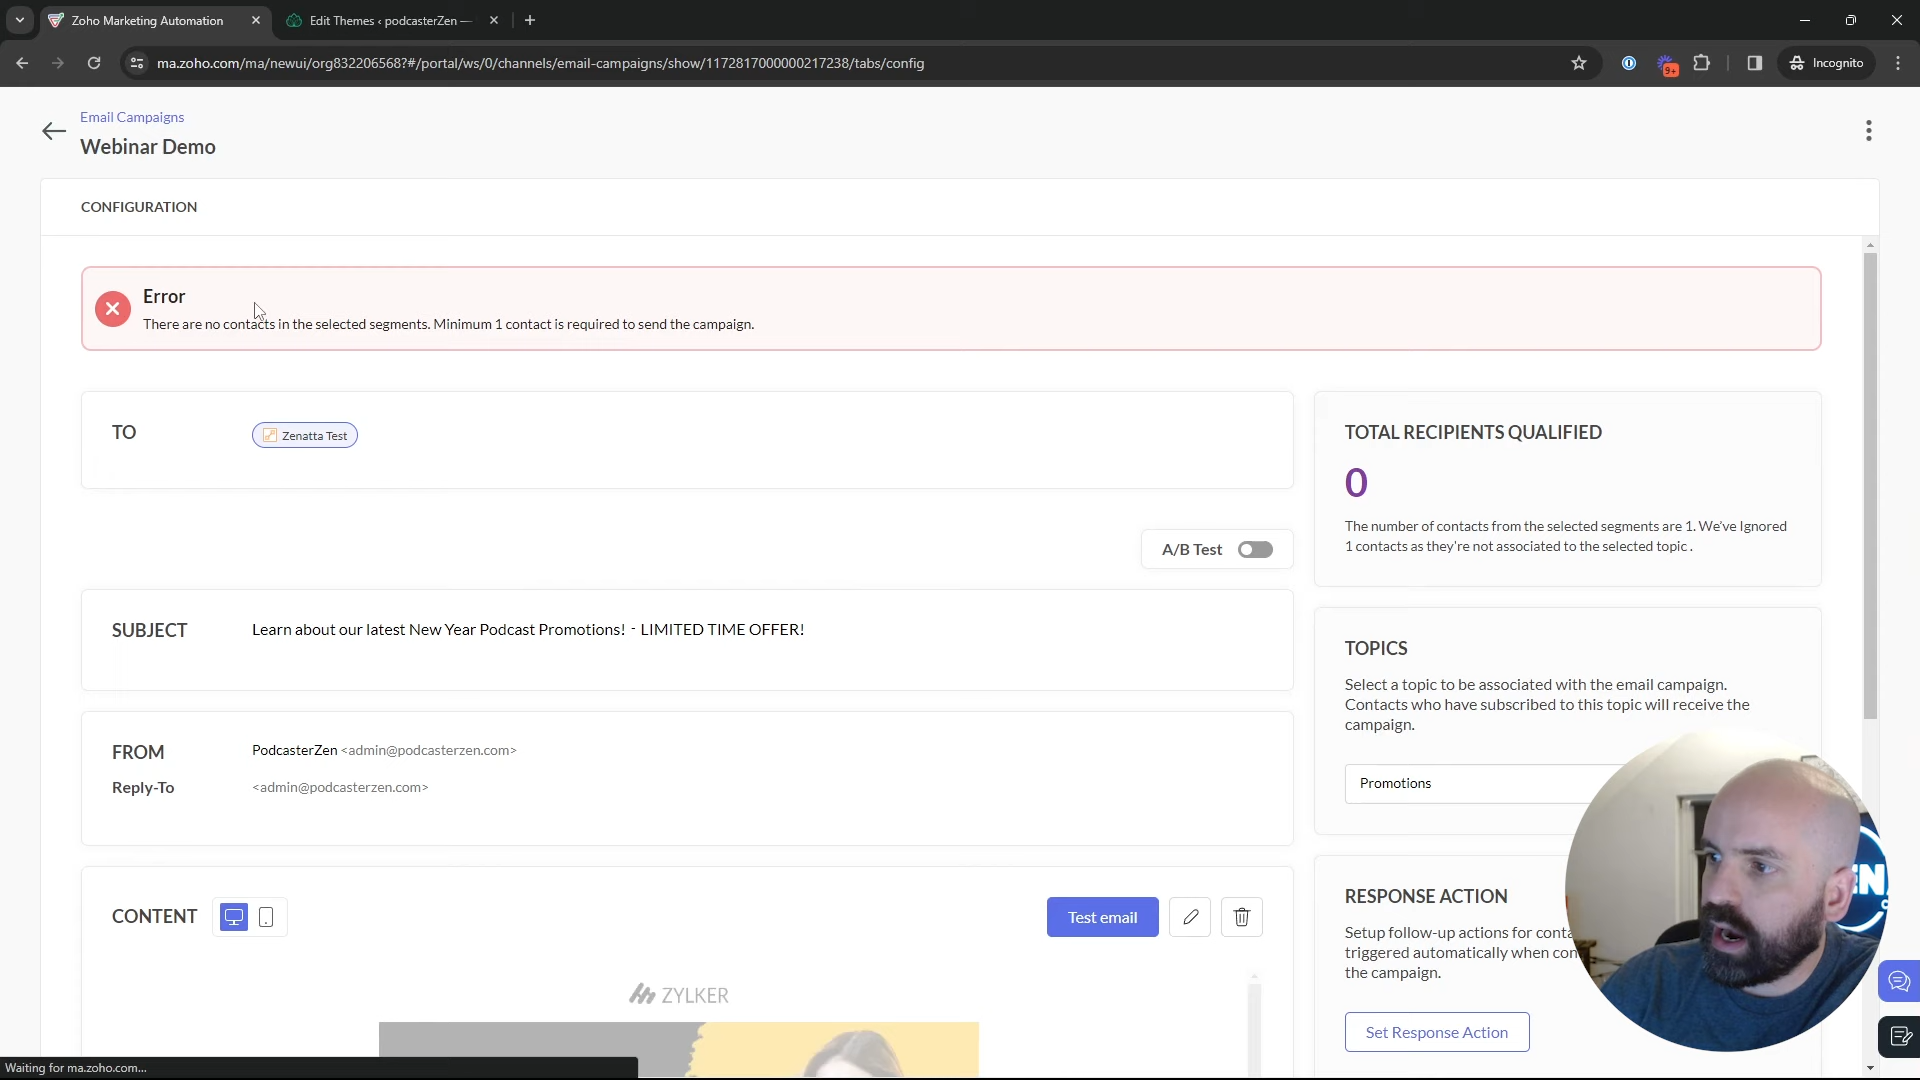 Zoho Marketing Automation
Edit Themes ‹ podcasterZen —
ma.zoho.com/ma/newui/org832206568?#/portal/ws/0/channels/email-campaigns/show/1172817000000217238/tabs/config
9+
Incognito
Email Campaigns
Webinar Demo
CONFIGURATION
Error
There are no contacts in the selected segments. Minimum 1 contact is required to send the campaign.
TO
Zenatta Test
TOTAL RECIPIENTS QUALIFIED
0
The number of contacts from the selected segments are 1. We've Ignored
1 contacts as they're not associated to the selected topic .
A/B Test
SUBJECT
Learn about our latest New Year Podcast Promotions! - LIMITED TIME OFFER!
TOPICS
Select a topic to be associated with the email campaign.
Contacts who have subscribed to this topic will receive the
campaign.
Promotions
FROM
PodcasterZen <admin@podcasterzen.com>
Reply-To
<admin@podcasterzen.com>
CONTENT
Test email
ZYLKER
RESPONSE ACTION
Setup follow-up actions for
triggered automatically when
the campaign.
Set Response Action
Waiting for ma.zoho.com...